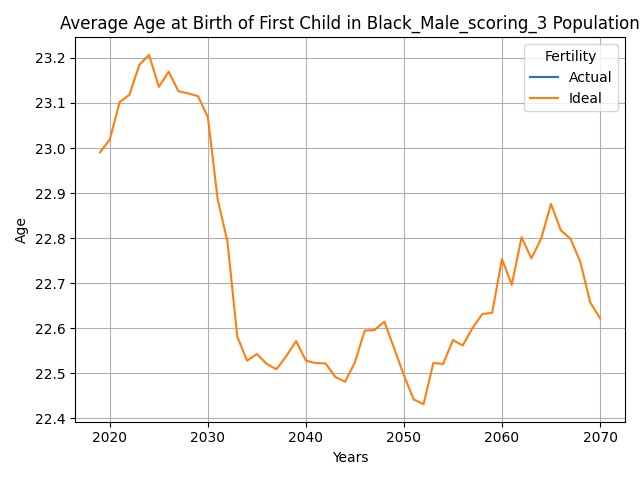 Average Age at Birth of First Child in Black_Male_scoring_3 Population
Fertility
Actual
Ideal
Age
23.2
23.1
23.0
22.9
22.8
22.7
22.6
22.5
22.4
2020 2030 2040 2050 2060 2070
Years